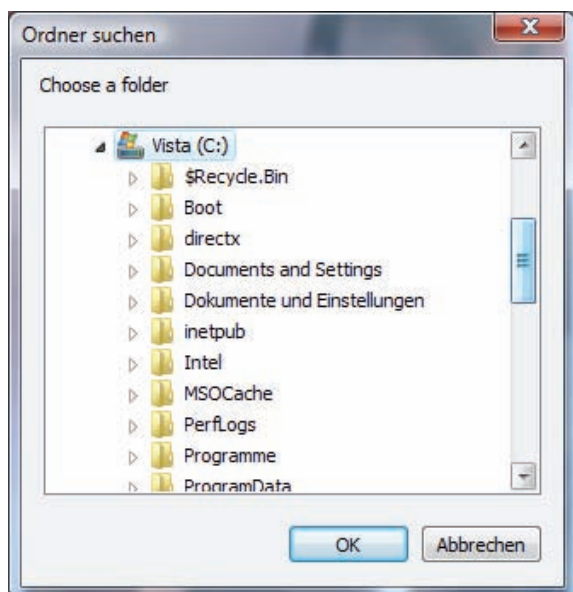 Ordner suchen
Choose a folder
Vista (C:)
$Recycle.Bin
Boot
directx
Documents and Settings
Dokumente und Einstellungen
inetpub
Intel
MSOCache
PerfLogs
Programme
ProgramData
OK Abbrechen